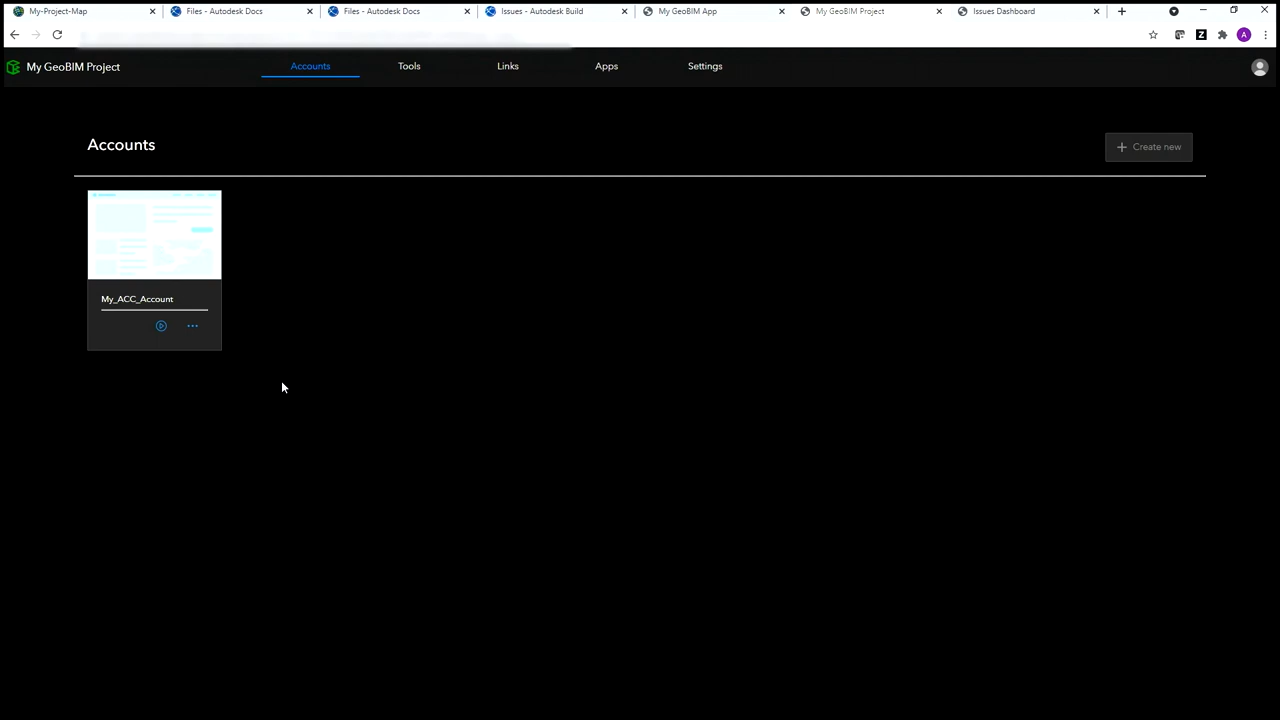 My-Project-Map
Files - Autodesk Docs
Files - Autodesk Docs
Issues - Autodesk Build
My GeoBIM App
My GeoBIM Project
Issues Dashboard
Z
A
My GeoBIM Project
Accounts
Tools
Links
Apps
Settings
Accounts
Create new
My_ACC_Account